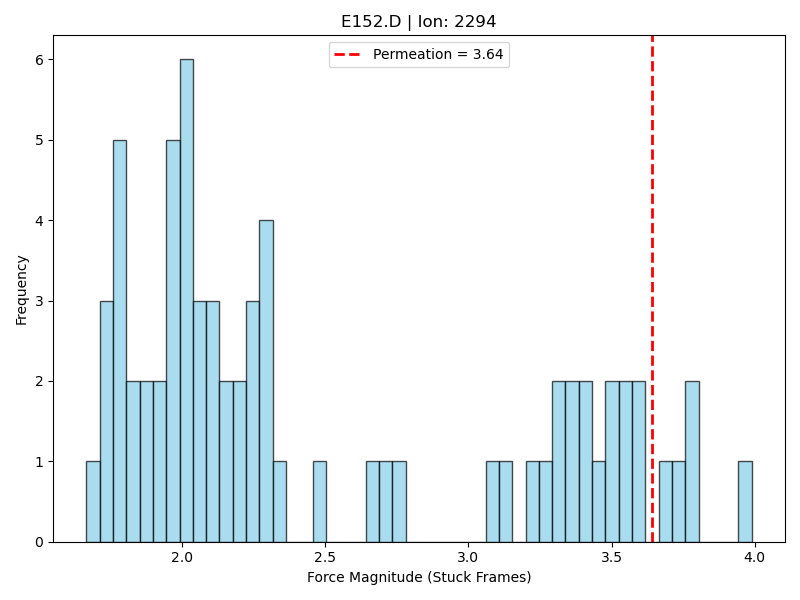 E152.D | Ion: 2294
Permeation = 3.64
Frequency
6
5
4
3
2
1
0
2.0 2.5 3.0 3.5 4.0
Force Magnitude (Stuck Frames)